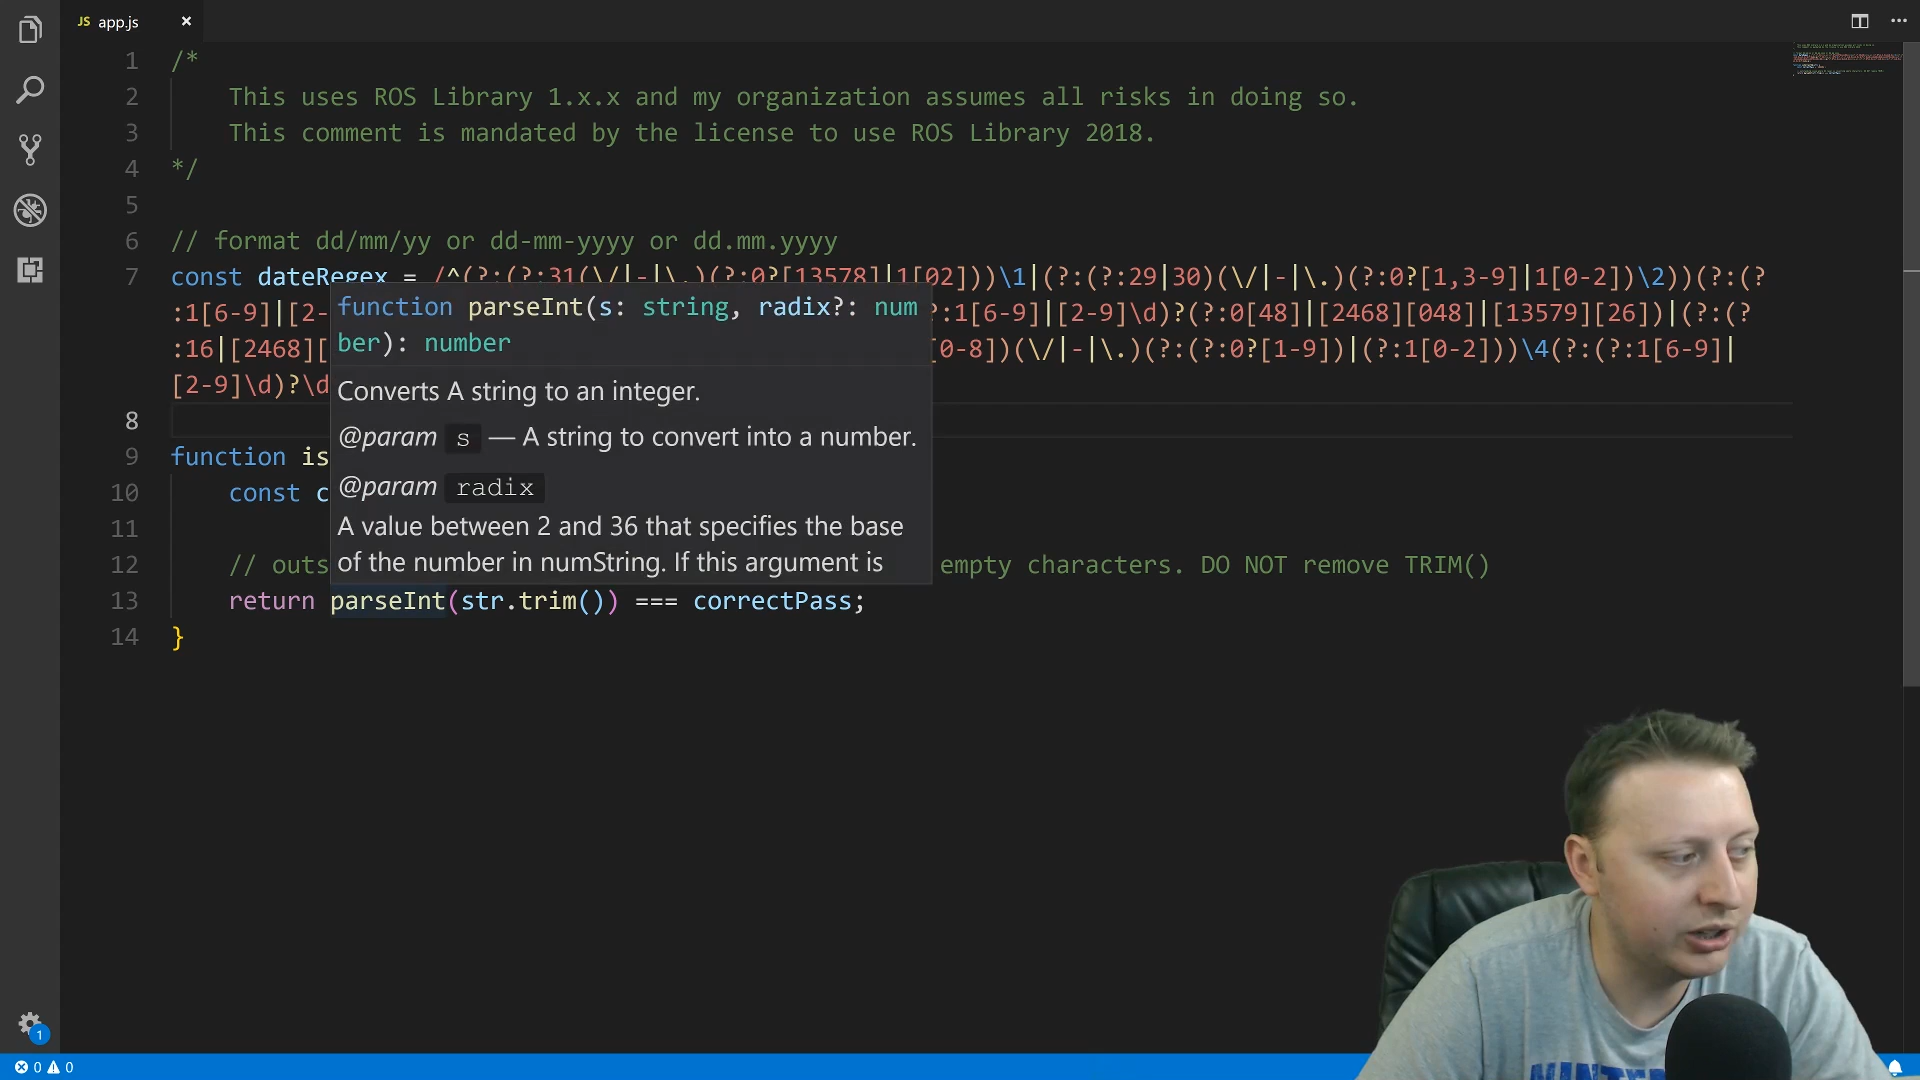 JS app.js ×
1 /*
2 This uses ROS Library 1.x.x and my organization assumes all risks in doing so.
3 This comment is mandated by the license to use ROS Library 2018.
4 */
5
6 // format dd/mm/yy or dd-mm-yyyy or dd.mm.yyyy
7 const dateRegex = /^(?:(?:31(\/|-|\.)(?:0?[13578]|1[02]))\1|(?:(?:29|30)(\/|-|\.)(?:0?[1,3-9]|1[0-2])\2))(?:(?
:1[6-9]|[2- ?:1[6-9]|[2-9]\d)?(?:0[48]|[2468][048]|[13579][26])|(?:(?
:16|[2468][ [0-8])(\/|-|\.)(?:(?:0?[1-9])|(?:1[0-2]))\4(?:(?:1[6-9]|
[2-9]\d)?\d
function parseInt(s: string, radix?: num
ber): number
Converts A string to an integer.
@param s — A string to convert into a number.
@param radix
A value between 2 and 36 that specifies the base
of the number in numString. If this argument is
8
9 function is
10 const c
11
12 // outs empty characters. DO NOT remove TRIM()
13 return parseInt(str.trim()) === correctPass;
14 }
1
0 0